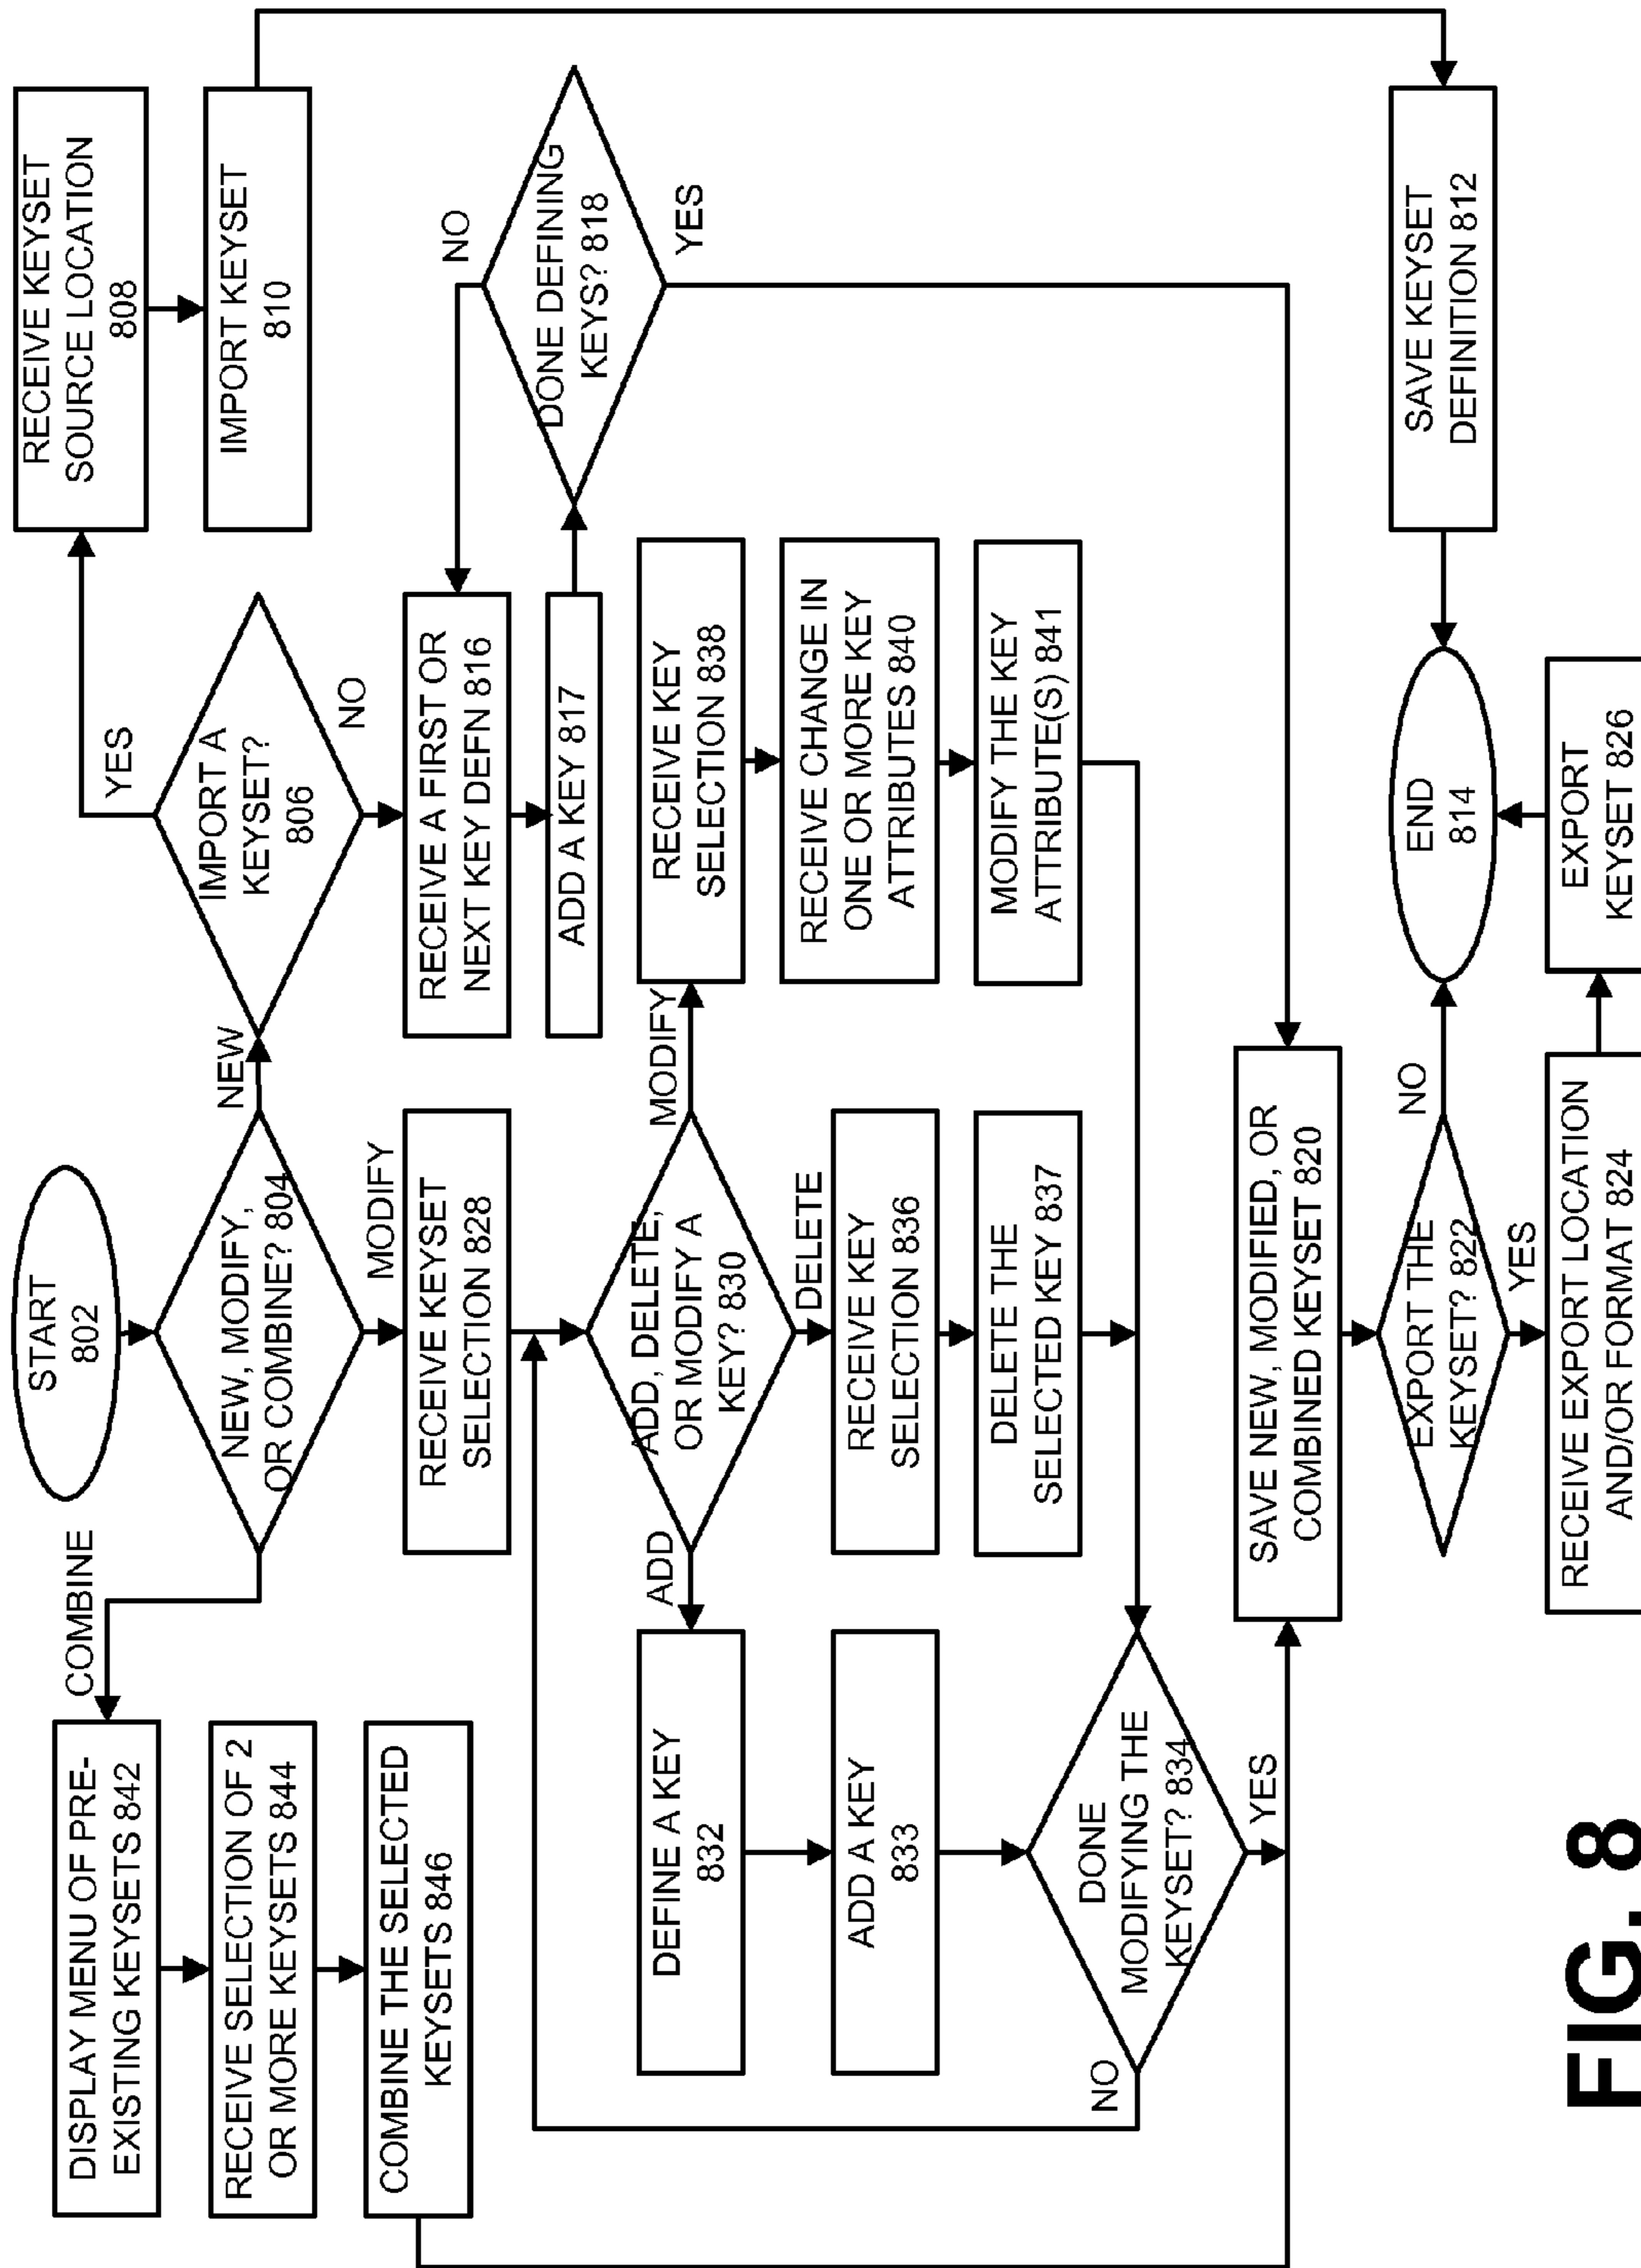 START
802
NEW, MODIFY,
OR COMBINE? 804
COMBINE
NEW
MODIFY
DISPLAY MENU OF PRE-
EXISTING KEYSETS 842
RECEIVE SELECTION OF 2
OR MORE KEYSETS 844
COMBINE THE SELECTED
KEYSETS 846
IMPORT A
KEYSET?
806
YES
NO
RECEIVE KEYSET
SOURCE LOCATION
808
IMPORT KEYSET
810
RECEIVE A FIRST OR
NEXT KEY DEFN 816
ADD A KEY 817
DONE DEFINING
KEYS? 818
NO
YES
RECEIVE KEYSET
SELECTION 828
ADD, DELETE,
OR MODIFY A
KEY? 830
ADD
MODIFY
DELETE
DEFINE A KEY
832
ADD A KEY
833
RECEIVE KEY
SELECTION 836
DELETE THE
SELECTED KEY 837
RECEIVE KEY
SELECTION 838
RECEIVE CHANGE IN
ONE OR MORE KEY
ATTRIBUTES 840
MODIFY THE KEY
ATTRIBUTE(S) 841
DONE
MODIFYING THE
KEYSET? 834
NO
YES
SAVE NEW, MODIFIED, OR
COMBINED KEYSET 820
EXPORT THE
KEYSET? 822
NO
YES
RECEIVE EXPORT LOCATION
AND/OR FORMAT 824
EXPORT
KEYSET 826
END
814
SAVE KEYSET
DEFINITION 812
FIG. 8